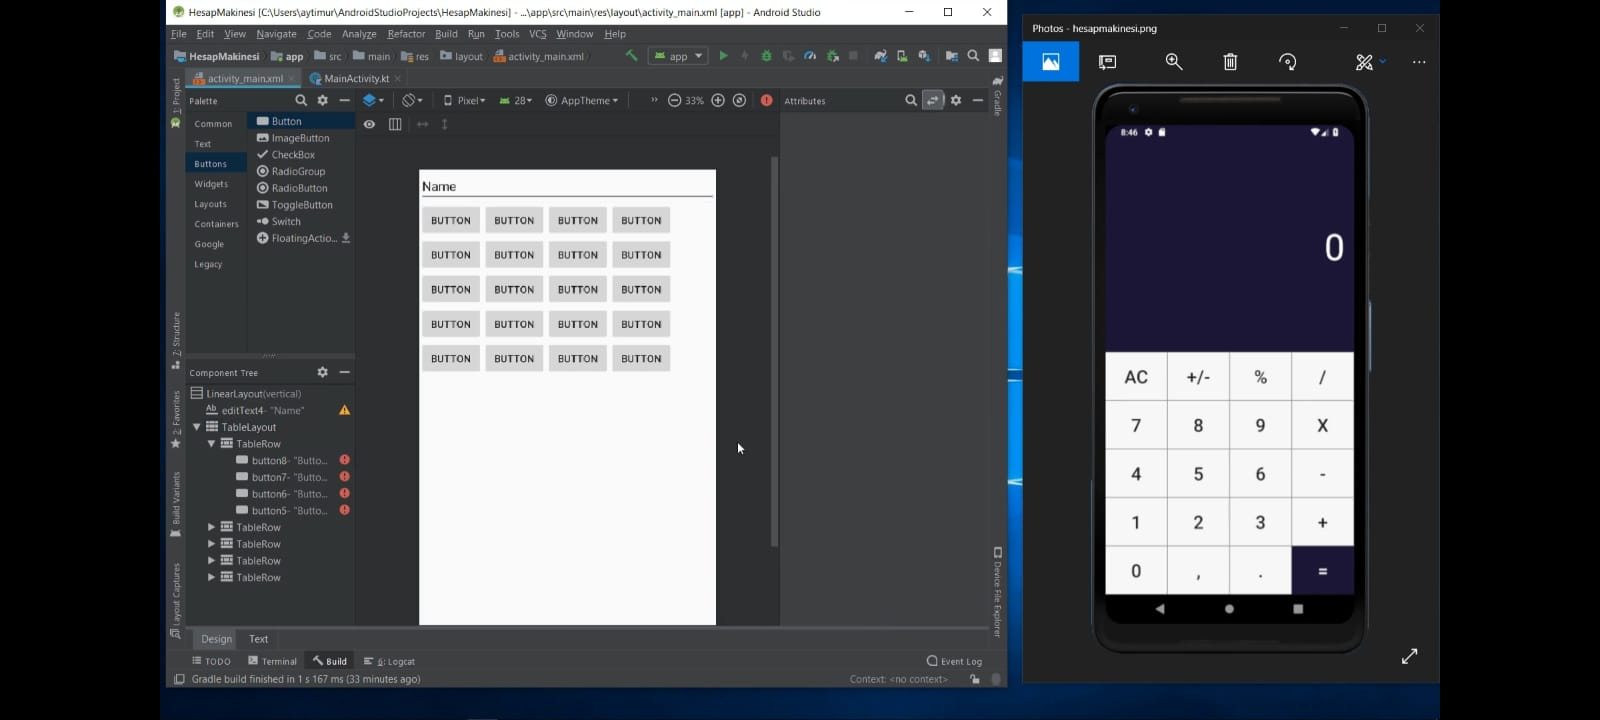 HesapMakinesi [C:\Users\aytimur\AndroidStudioProjects\HesapMakinesi] - ...\app\src\main\res\layout\activity_main.xml [app] - Android Studio
File Edit View Navigate Code Analyze Refactor Build Run Tools VCS Window Help
HesapMakinesi app src main res layout activity_main.xml app
activity_main.xml MainActivity.kt
1: Project
Palette
Pixel 28 AppTheme 33%
Attributes
Gradle
Common
Text
Buttons
Widgets
Layouts
Containers
Google
Legacy
Button
ImageButton
CheckBox
RadioGroup
RadioButton
ToggleButton
Switch
FloatingActio...
Name
BUTTON BUTTON BUTTON BUTTON
BUTTON BUTTON BUTTON BUTTON
BUTTON BUTTON BUTTON BUTTON
BUTTON BUTTON BUTTON BUTTON
BUTTON BUTTON BUTTON BUTTON
Z: Structure
2: Favorites
Build Variants
Layout Captures
Component Tree
LinearLayout(vertical)
Ab editText4- "Name"
TableLayout
TableRow
button8- "Butto...
button7- "Butto...
button6- "Butto...
button5- "Butto...
TableRow
TableRow
TableRow
TableRow
Device File Explorer
Design Text
TODO Terminal Build 6: Logcat Event Log
Gradle build finished in 1 s 167 ms (33 minutes ago) Context: <no context>
Photos - hesapmakinesi.png
8:46
0
AC +/- % /
7 8 9 X
4 5 6 -
1 2 3 +
0 , . =